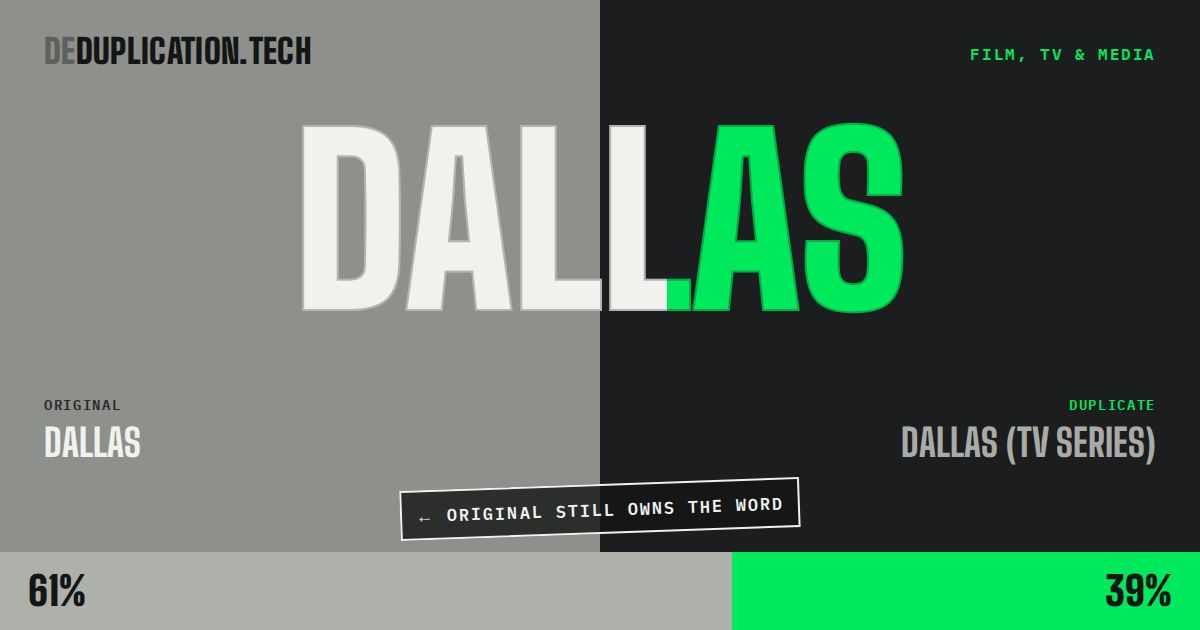 DEDUPLICATION.TECH
FILM, TV & MEDIA
DALLAS
ORIGINAL
DALLAS
DUPLICATE
DALLAS (TV SERIES)
← ORIGINAL STILL OWNS THE WORD
61%
39%